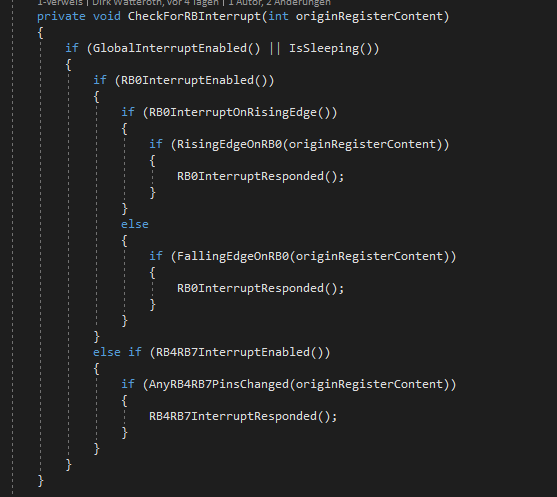 1-Verweis | Dirk Watteroth, vor 4 Tagen | 1 Autor, 2 Änderungen
private void CheckForRBInterrupt(int originRegisterContent)
{
    if (GlobalInterruptEnabled() || IsSleeping())
    {
        if (RB0InterruptEnabled())
        {
            if (RB0InterruptOnRisingEdge())
            {
                if (RisingEdgeOnRB0(originRegisterContent))
                {
                    RB0InterruptResponded();
                }
            }
            else
            {
                if (FallingEdgeOnRB0(originRegisterContent))
                {
                    RB0InterruptResponded();
                }
            }
        }
        else if (RB4RB7InterruptEnabled())
        {
            if (AnyRB4RB7PinsChanged(originRegisterContent))
            {
                RB4RB7InterruptResponded();
            }
        }
    }
}